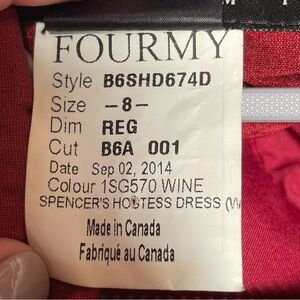 FOURMY
Style B6SHD674D
Size -8-
Dim REG
Cut B6A 001
Date Sep 02, 2014
Colour 1SG570 WINE
SPENCER'S HOLTESS DRESS (W
Made in Canada
Fabriqué au Canada